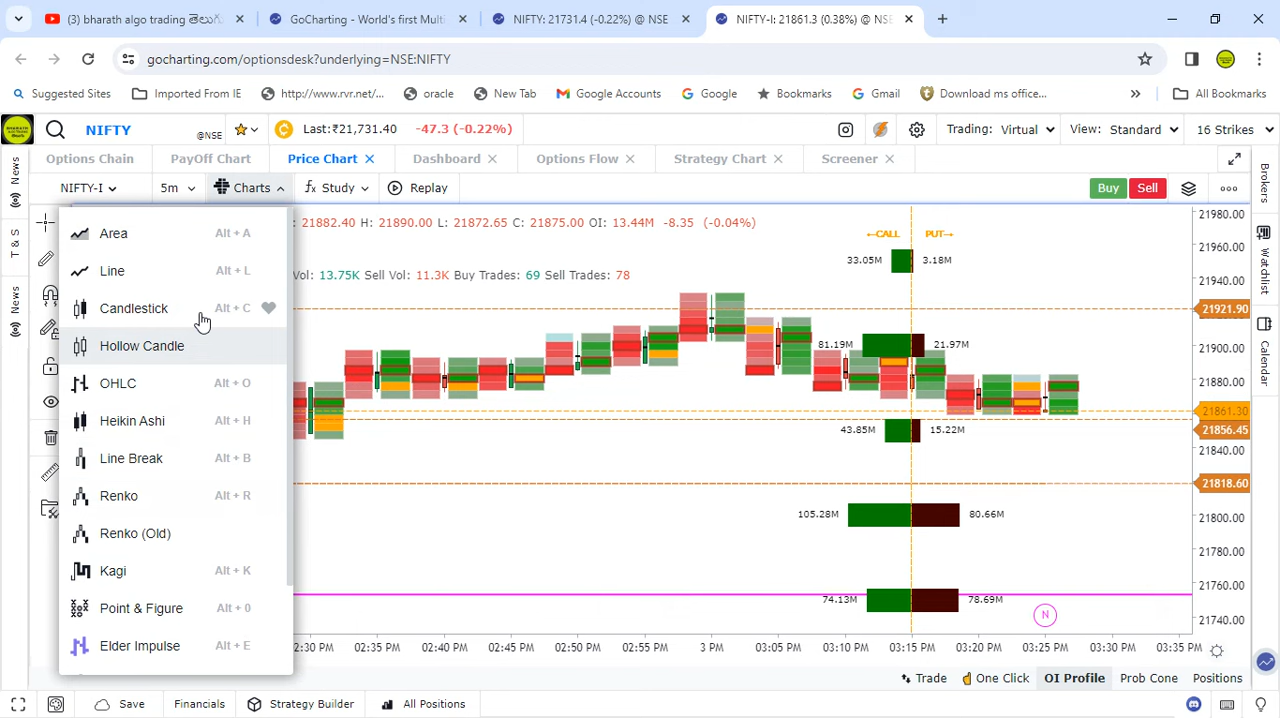 (3) bharath algo trading తెలుగు
GoCharting - World's first Multi
NIFTY: 21731.4 (-0.22%) @ NSE
NIFTY-I: 21861.3 (0.38%) @ NSE
gocharting.com/optionsdesk?underlying=NSE:NIFTY
Suggested Sites
Imported From IE
http://www.rvr.net/...
oracle
New Tab
Google Accounts
Google
Bookmarks
Gmail
Download ms office...
»
All Bookmarks
NIFTY
@NSE
Last:₹21,731.40
-47.3 (-0.22%)
Trading: Virtual
View: Standard
16 Strikes
Options Chain
PayOff Chart
Price Chart
Dashboard
Options Flow
Strategy Chart
Screener
NIFTY-I
5m
Charts
Study
Replay
Buy
Sell
News
T & S
News
Brokers
Watchlist
Calendar
: 21882.40 H: 21890.00 L: 21872.65 C: 21875.00 OI: 13.44M -8.35 (-0.04%)
Vol: 13.75K Sell Vol: 11.3K Buy Trades: 69 Sell Trades: 78
Area Alt + A
Line Alt + L
Candlestick Alt + C
Hollow Candle
OHLC Alt + O
Heikin Ashi Alt + H
Line Break Alt + B
Renko Alt + R
Renko (Old)
Kagi Alt + K
Point & Figure Alt + 0
Elder Impulse Alt + E
←CALL PUT→
33.05M 3.18M
81.19M 21.97M
43.85M 15.22M
105.28M 80.66M
74.13M 78.69M
N
21980.00
21960.00
21940.00
21921.90
21900.00
21880.00
21861.30
21856.45
21840.00
21818.60
21800.00
21780.00
21760.00
21740.00
2:30 PM
02:35 PM
02:40 PM
02:45 PM
02:50 PM
02:55 PM
3 PM
03:05 PM
03:10 PM
03:15 PM
03:20 PM
03:25 PM
03:30 PM
03:35 PM
Trade
One Click
OI Profile
Prob Cone
Positions
Save
Financials
Strategy Builder
All Positions